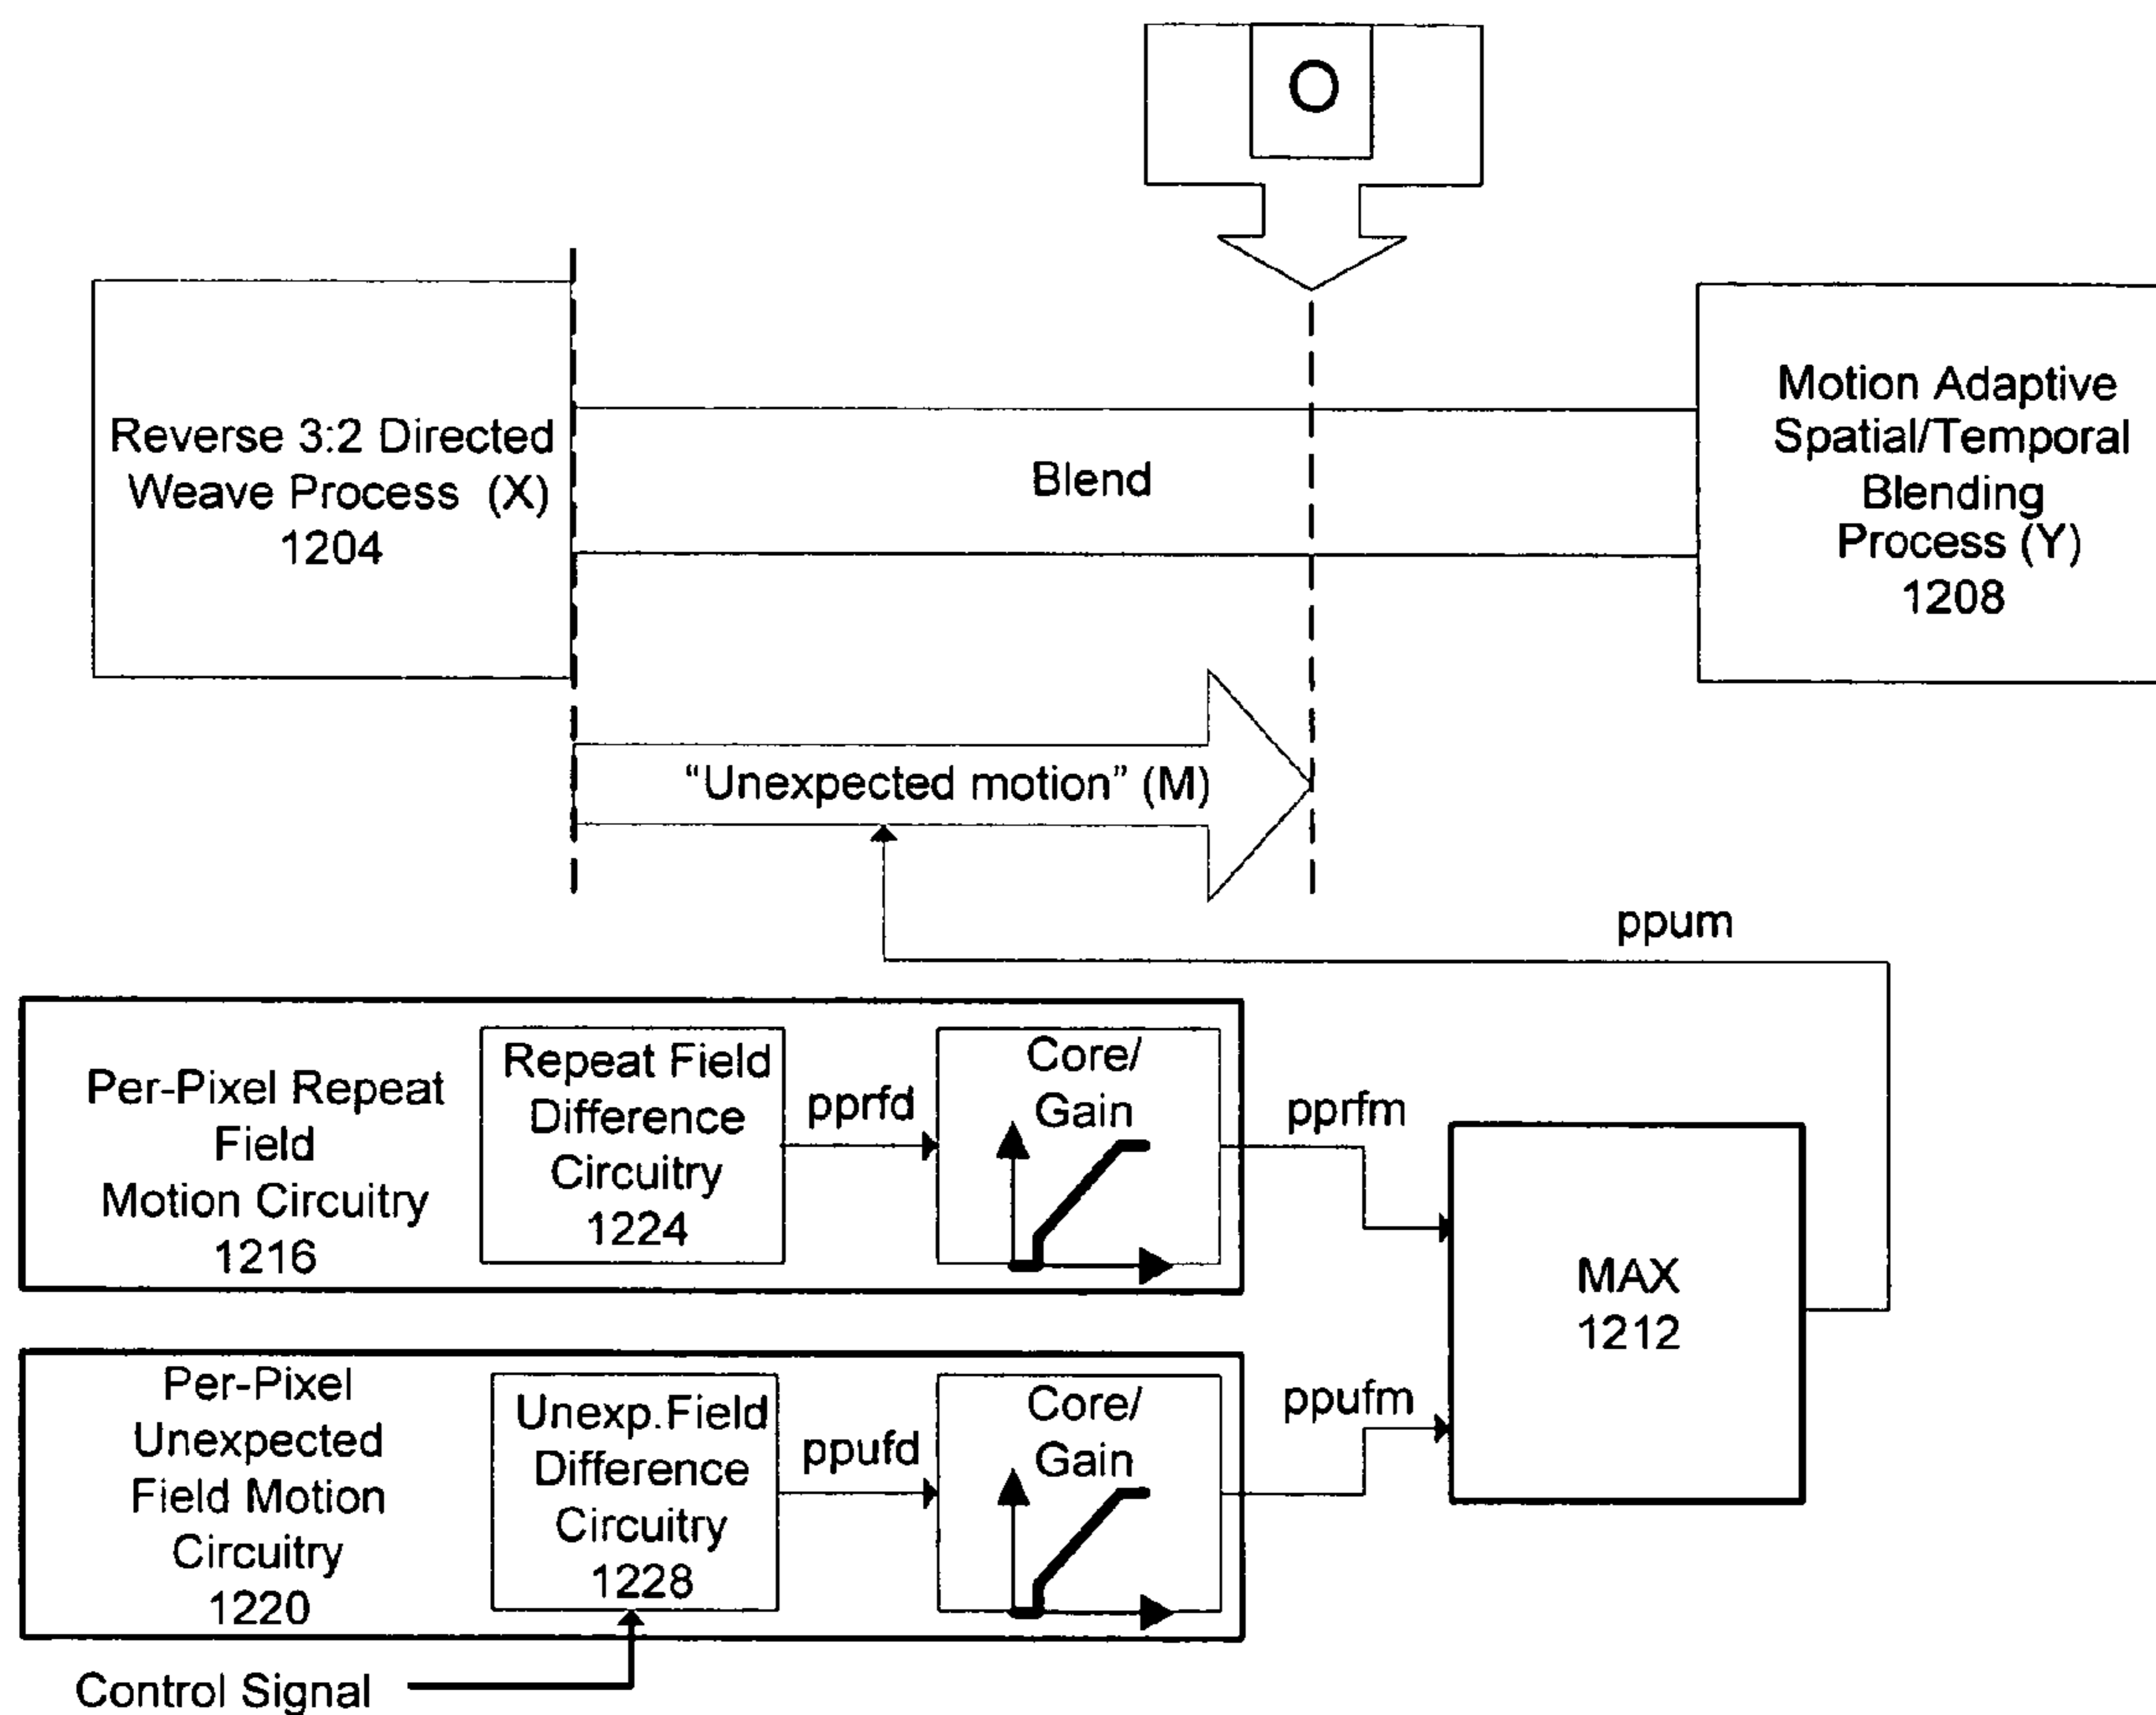 O
Reverse 3:2 Directed
Weave Process (X)
1204
Blend
Motion Adaptive
Spatial/Temporal
Blending
Process (Y)
1208
“Unexpected motion” (M)
ppum
Per-Pixel Repeat
Field
Motion Circuitry
1216
Repeat Field
Difference
Circuitry
1224
pprfd
Core/
Gain
pprfm
MAX
1212
Per-Pixel
Unexpected
Field Motion
Circuitry
1220
Unexp.Field
Difference
Circuitry
1228
ppufd
Core/
Gain
ppufm
Control Signal